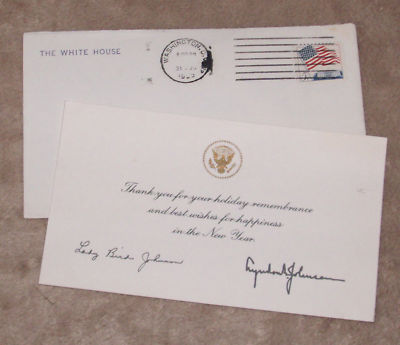 THE WHITE HOUSE
WASHINGTON, D.C.
Thank you for your holiday remembrance
and best wishes for happiness
in the New Year.
Lady Bird Johnson
Lyndon B Johnson